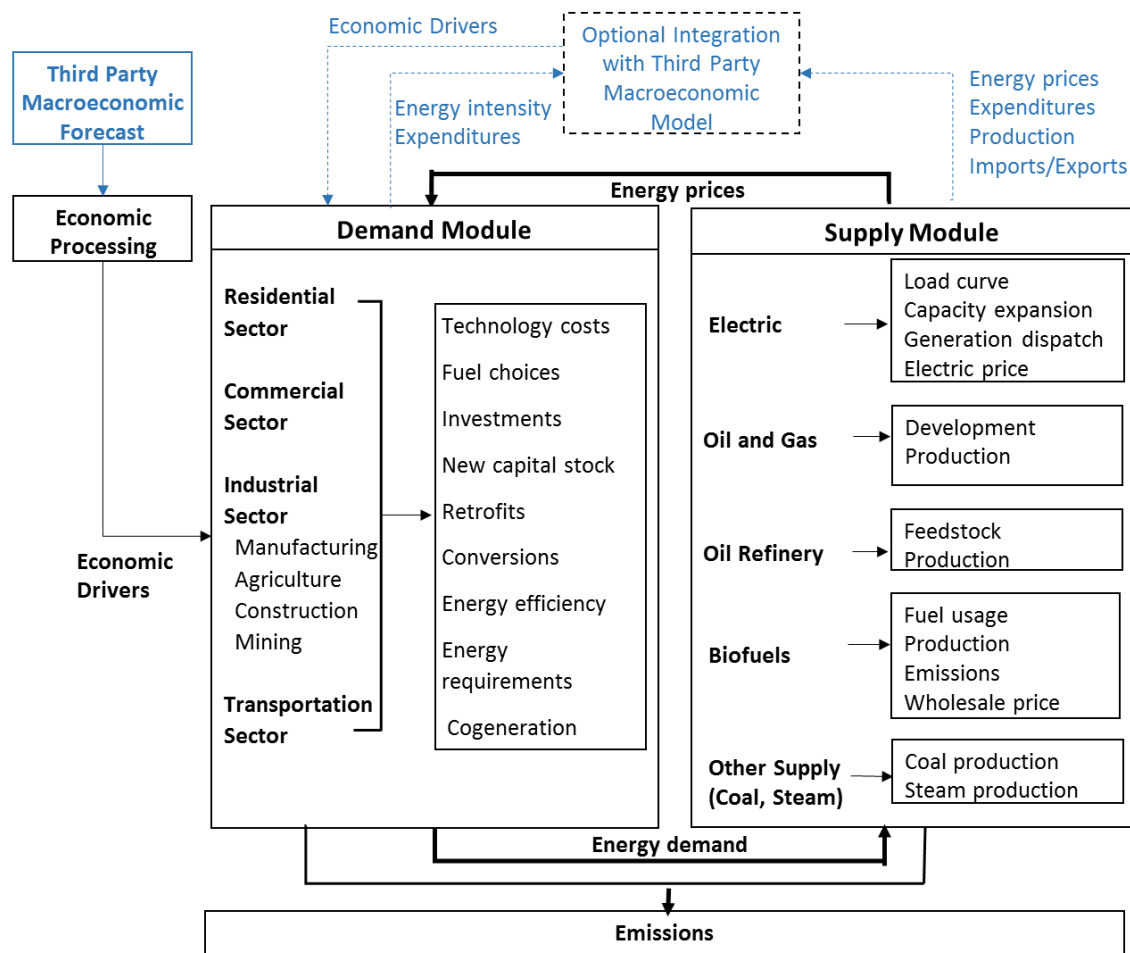 Economic Drivers
Optional Integration
with Third Party
Macroeconomic
Model
Third Party
Macroeconomic
Forecast
Energy intensity
Expenditures
Energy prices
Expenditures
Production
Imports/Exports
Energy prices
Economic
Processing
Demand Module
Supply Module
Residential
Sector
Commercial
Sector
Industrial
Sector
Manufacturing
Agriculture
Construction
Mining
Transportation
Sector
Technology costs
Fuel choices
Investments
New capital stock
Retrofits
Conversions
Energy efficiency
Energy
requirements
Cogeneration
Electric
Load curve
Capacity expansion
Generation dispatch
Electric price
Oil and Gas
Development
Production
Oil Refinery
Feedstock
Production
Biofuels
Fuel usage
Production
Emissions
Wholesale price
Other Supply
(Coal, Steam)
Coal production
Steam production
Economic
Drivers
Energy demand
Emissions